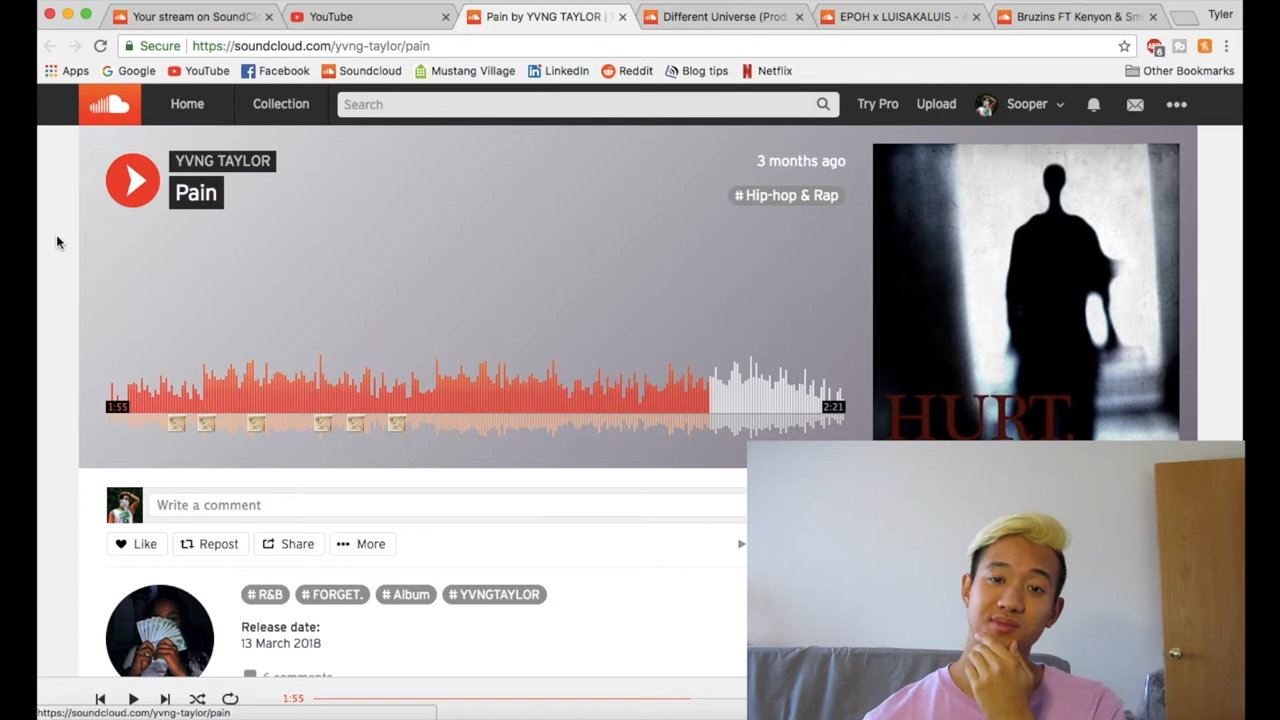 Your stream on SoundCl
YouTube
Pain by YVNG TAYLOR |
Different Universe (Prod.
EPOH x LUISAKALUIS - A
Bruzins FT Kenyon & Smi
Tyler
Secure
https://soundcloud.com/yvng-taylor/pain
6
Apps
Google
YouTube
Facebook
Soundcloud
Mustang Village
LinkedIn
Reddit
Blog tips
Netflix
Other Bookmarks
Home
Collection
Search
Try Pro
Upload
Sooper
YVNG TAYLOR
Pain
3 months ago
# Hip-hop & Rap
HURT.
1:55
2:21
Write a comment
Like
Repost
Share
More
# R&B
# FORGET.
# Album
# YVNGTAYLOR
Release date:
13 March 2018
6 comments
1:55
https://soundcloud.com/yvng-taylor/pain